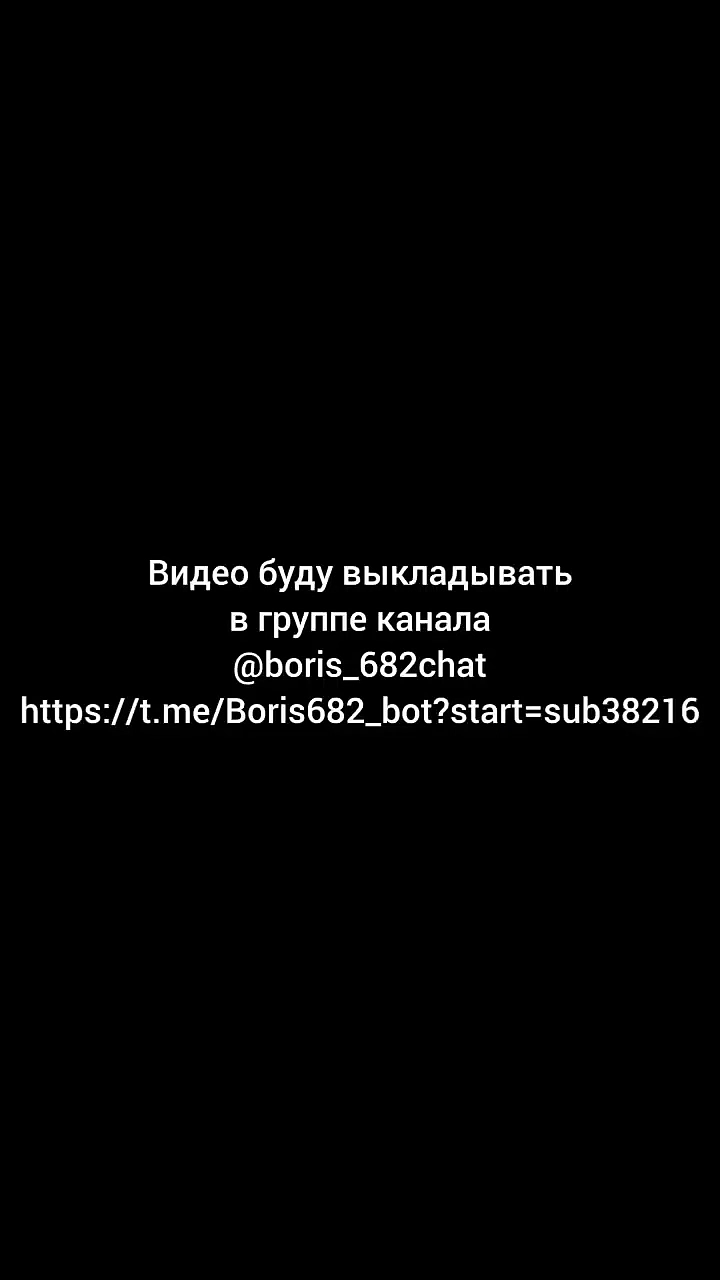 Видео буду выкладывать
в группе канала
@boris_682chat
https://t.me/Boris682_bot?start=sub38216